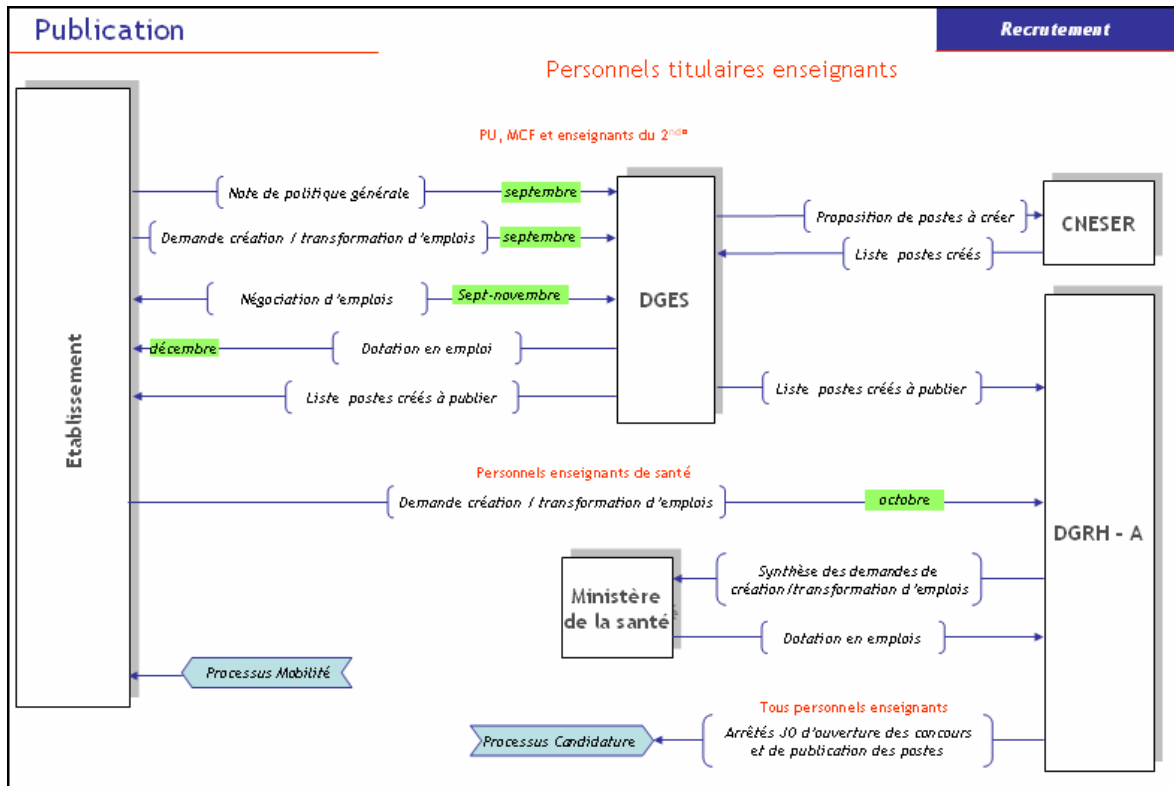 Publication
Recrutement
Personnels titulaires enseignants
PU, MCF et enseignants du 2nd°
Note de politique générale
septembre
Proposition de postes à créer
CNESER
Demande création / transformation d'emplois
septembre
Liste postes créés
Négociation d'emplois
Sept-novembre
DGES
décembre
Dotation en emploi
Liste postes créés à publier
Liste postes créés à publier
Etablissement
Personnels enseignants de santé
Demande création / transformation d'emplois
octobre
DGRH - A
Synthèse des demandes de
création/transformation d'emplois
Ministère
de la santé
Dotation en emplois
Processus Mobilité
Tous personnels enseignants
Processus Candidature
Arrêtés JO d'ouverture des concours
et de publication des postes